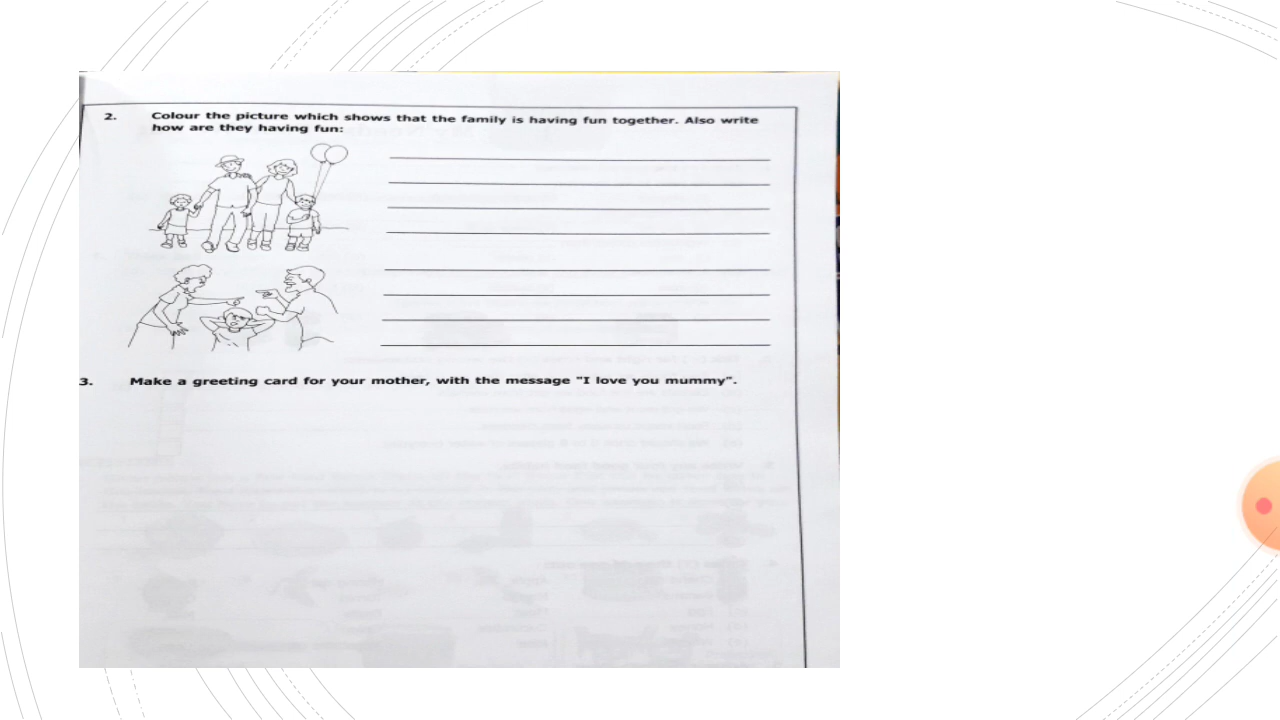 2. Colour the picture which shows that the family is having fun together. Also write
how are they having fun:
3. Make a greeting card for your mother, with the message "I love you mummy".